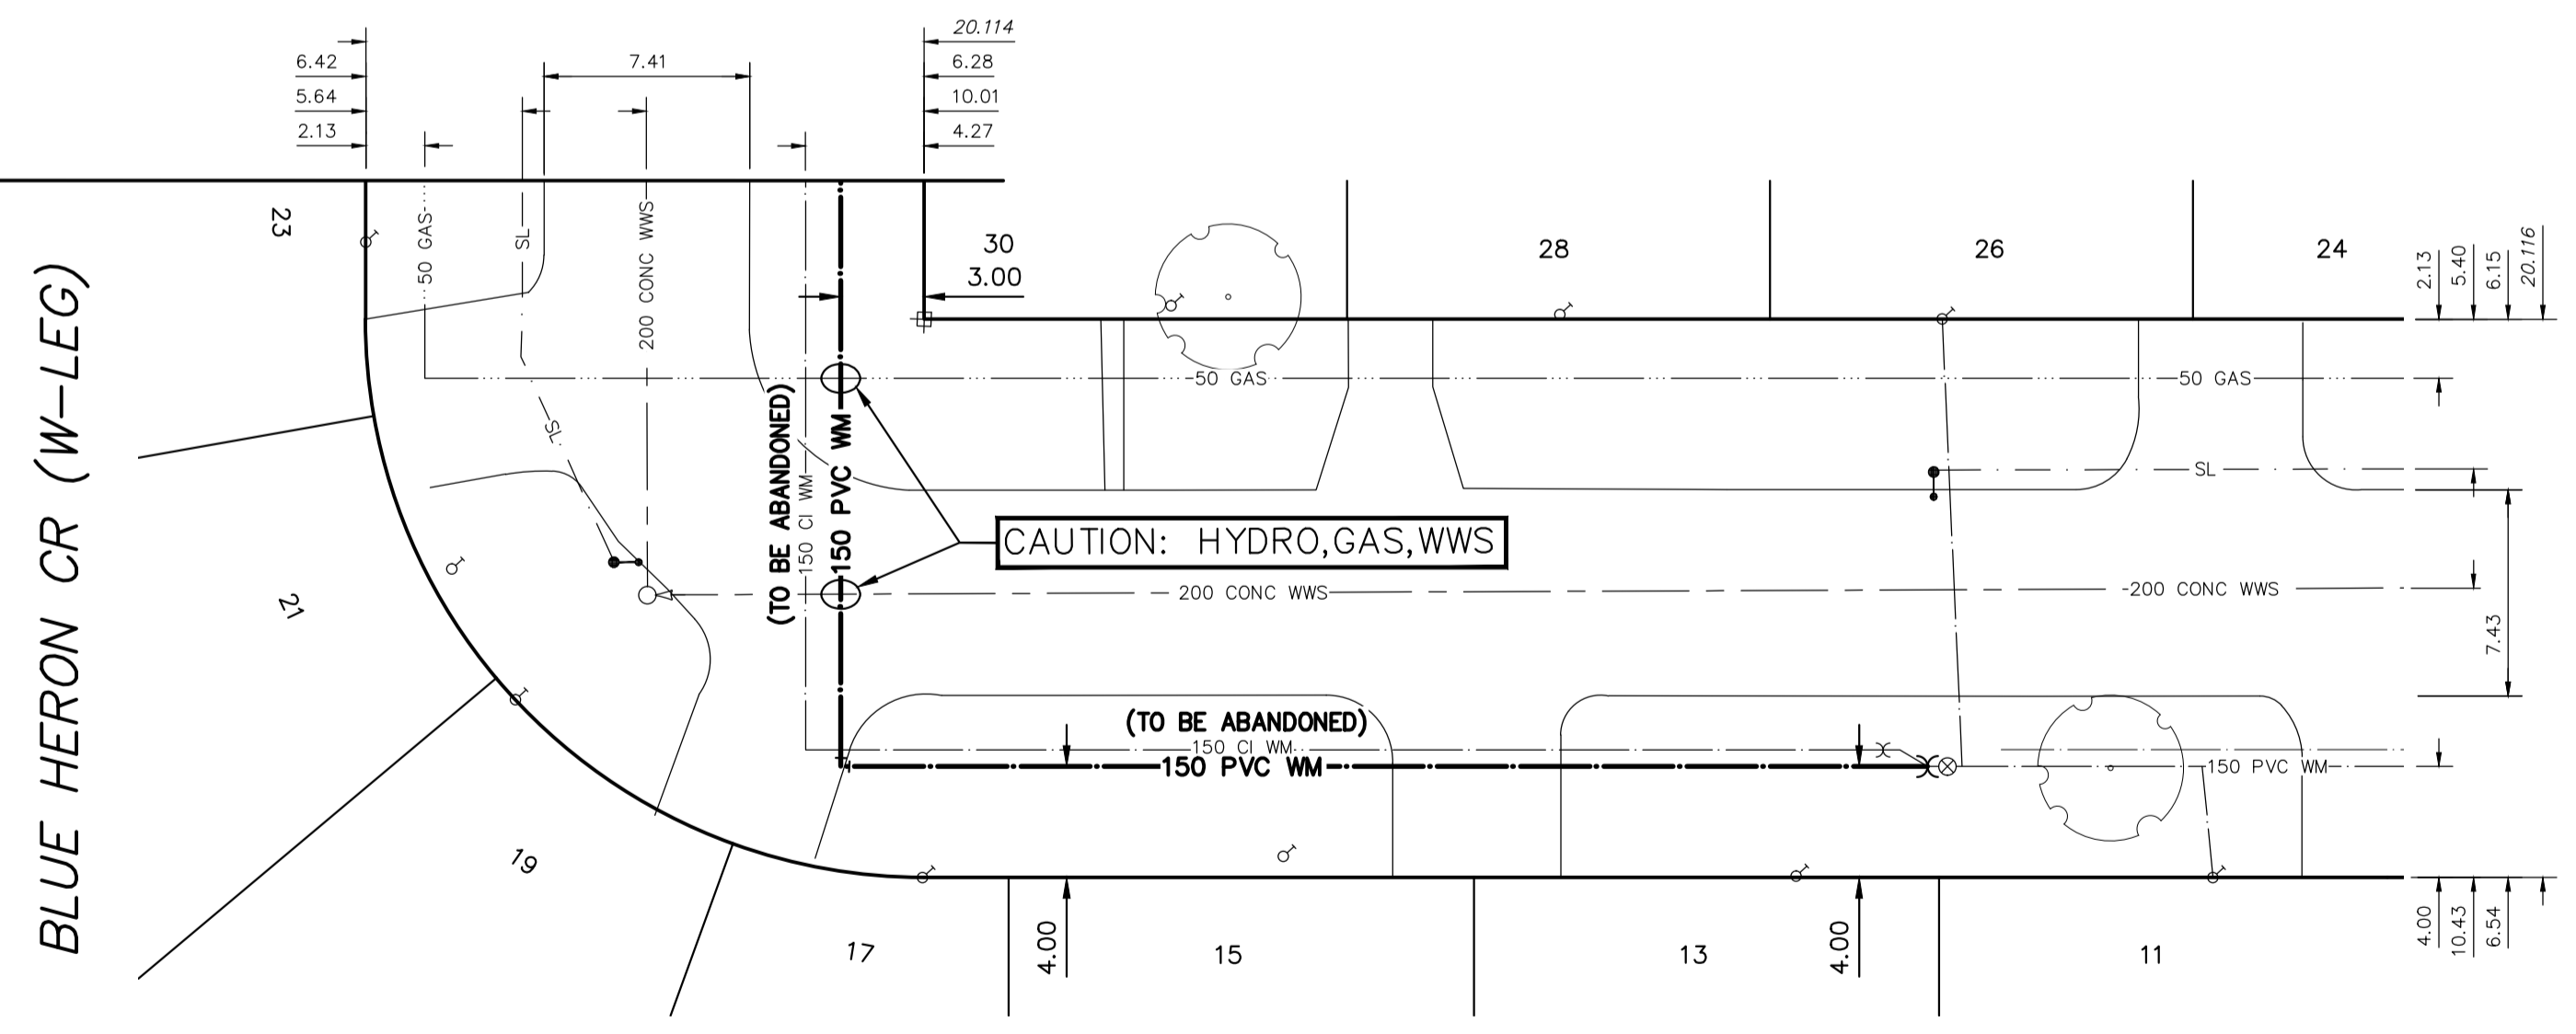 20.114
6.42
7.41
6.28
5.64
10.01
2.13
4.27
BLUE HERON CR (W-LEG)
23
50 GAS
SL
200 CONC WWS
30
3.00
28
26
24
2.13
5.40
6.15
20.116
50 GAS
50 GAS
(TO BE ABANDONED)
150 CI WM
150 PVC WM
SL
SL
CAUTION: HYDRO,GAS,WWS
200 CONC WWS
200 CONC WWS
21
7.43
(TO BE ABANDONED)
150 CI WM
150 PVC WM
150 PVC WM
19
17
4.00
15
13
4.00
11
4.00
10.43
6.54